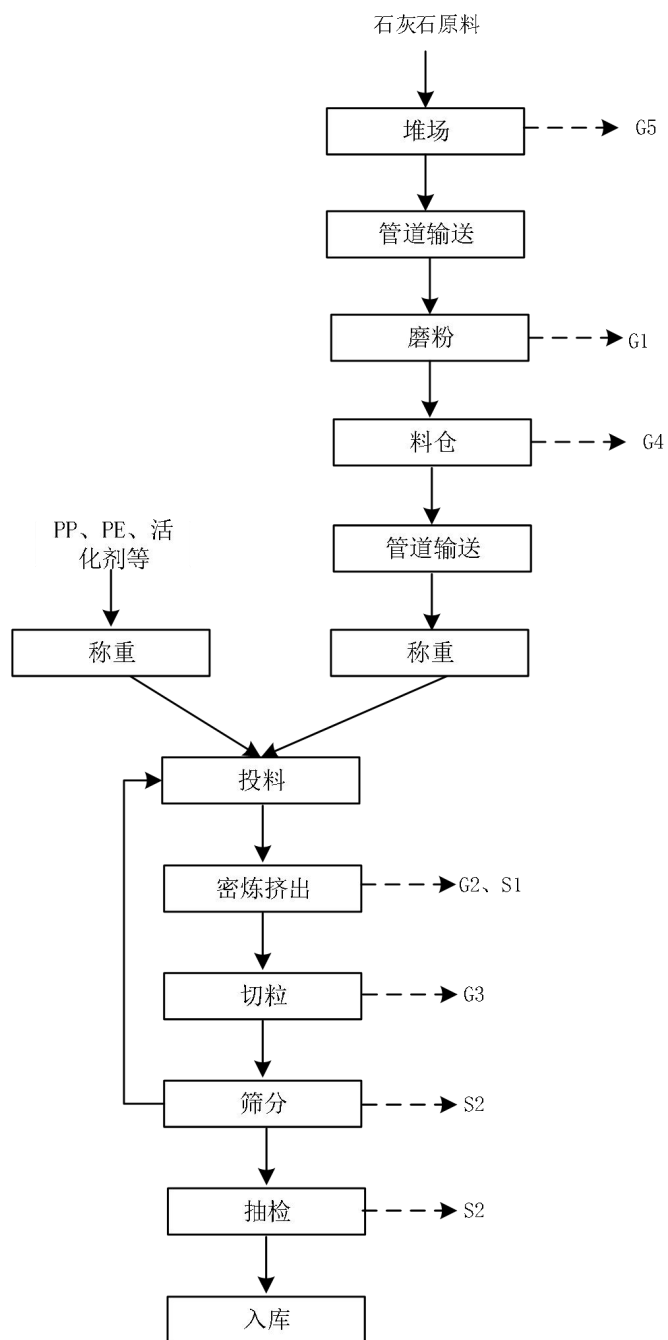 石灰石原料
堆场
G5
管道输送
磨粉
G1
料仓
G4
PP、PE、活
化剂等
管道输送
称重
称重
投料
密炼挤出
G2、S1
切粒
G3
筛分
S2
抽检
S2
入库